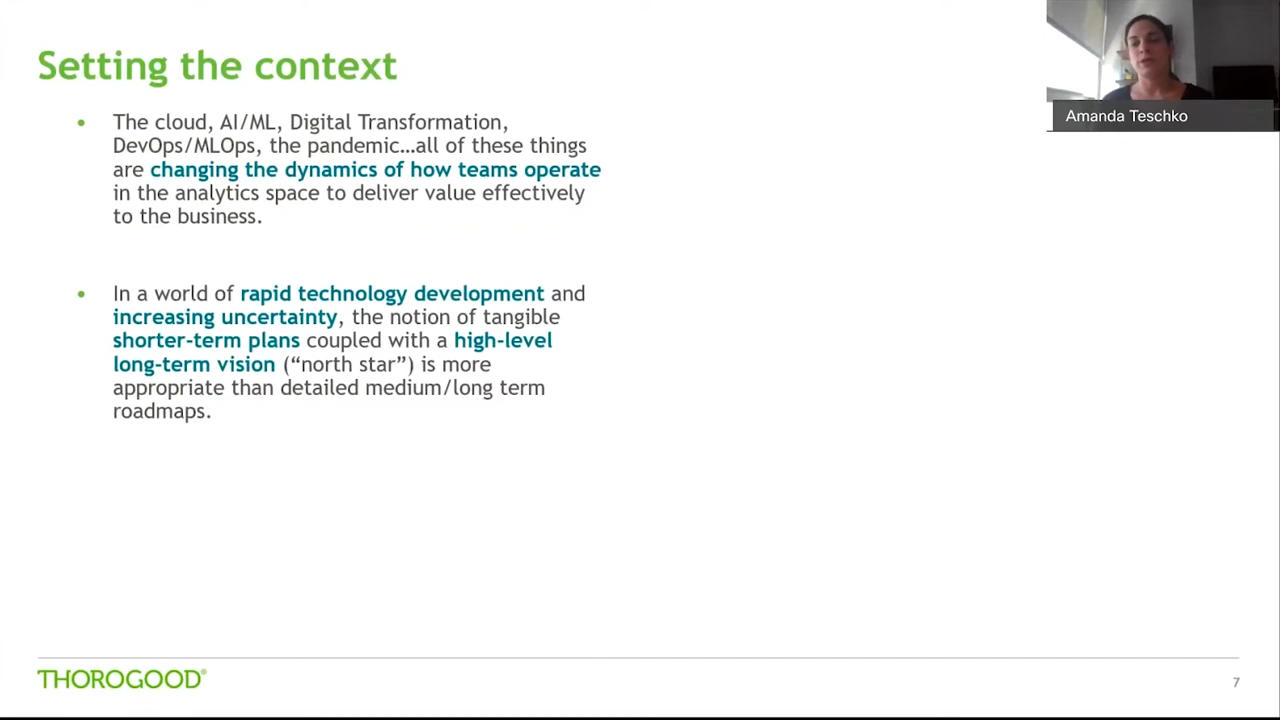 Setting the context
Amanda Teschko
• The cloud, AI/ML, Digital Transformation,
DevOps/MLOps, the pandemic…all of these things
are changing the dynamics of how teams operate
in the analytics space to deliver value effectively
to the business.
• In a world of rapid technology development and
increasing uncertainty, the notion of tangible
shorter-term plans coupled with a high-level
long-term vision (“north star”) is more
appropriate than detailed medium/long term
roadmaps.
THOROGOOD®
7